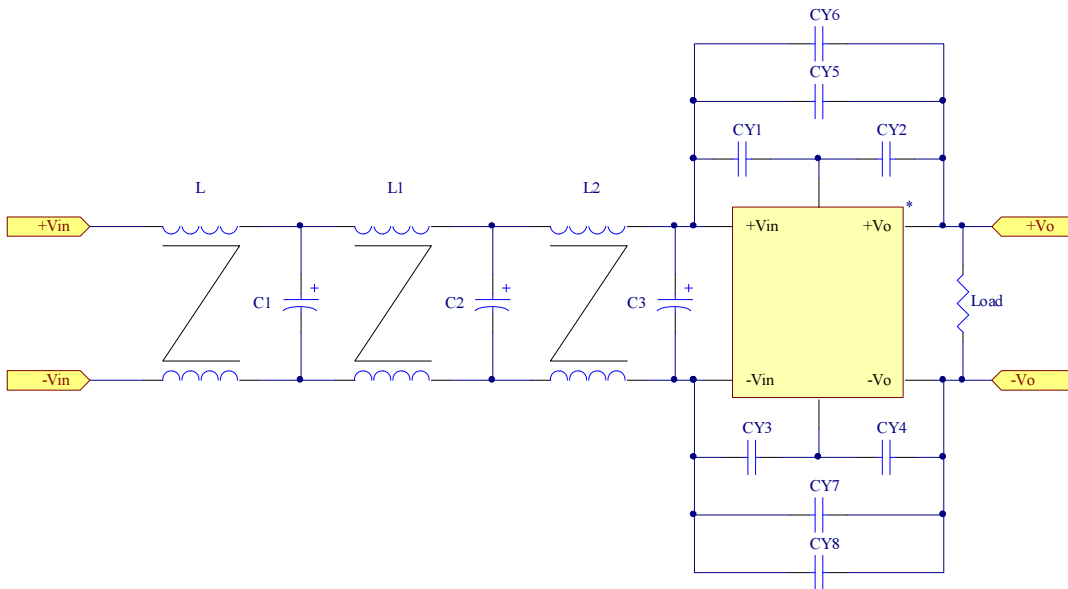 CY6
CY5
CY1 CY2
L L1 L2
*
+Vin +Vin +Vo +Vo
C1 + C2 + C3 + Load
-Vin -Vin -Vo -Vo
CY3 CY4
CY7
CY8